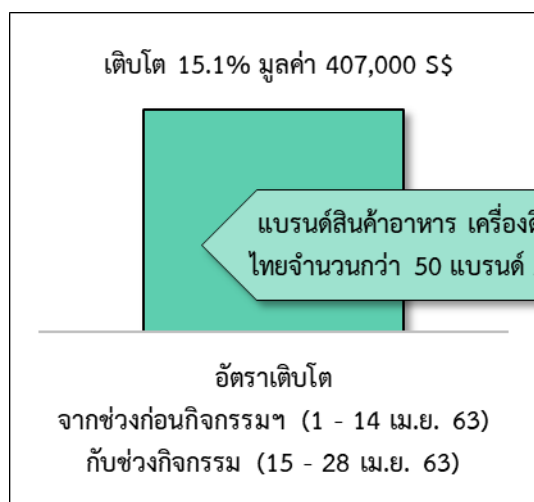 เติบโต 15.1% มูลค่า 407,000 S$
แบรนด์สินค้าอาหาร
ไทยจำนวนกว่า 50 แบรนด์
อัตราเติบโต
จากช่วงก่อนกิจกรรมฯ (1 - 14 เม.ย. 63)
กับช่วงกิจกรรม (15 - 28 เม.ย. 63)